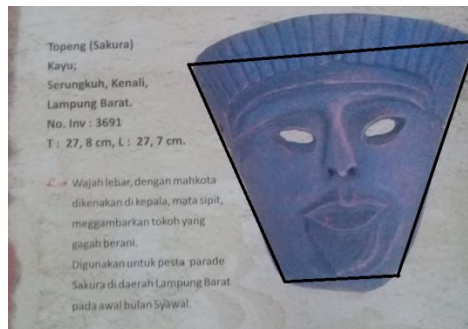 Topeng (Sakura)
Kayu;
Serungkuh, Kenali,
Lampung Barat.
No. Inv : 3691
T : 27, 8 cm, L : 27, 7 cm.
Wajah lebar, dengan mahkota
dikenakan di kepala, mata sipit,
meggambarkan tokoh yang
gagah berani.
Digunakan untuk pesta parade
Sakura di daerah Lampung Barat
pada awal bulan Syawal.